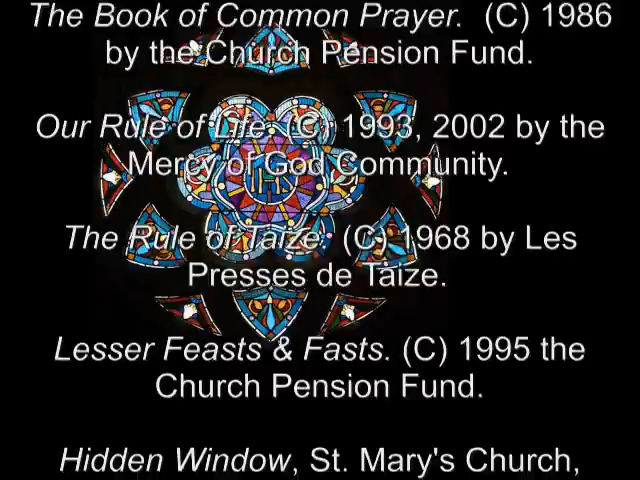 The Book of Common Prayer. (C) 1986
by the Church Pension Fund.
Our Rule of Life. (C) 1993, 2002 by the
Mercy of God Community.
The Rule of Taize. (C) 1968 by Les
Presses de Taize.
Lesser Feasts & Fasts. (C) 1995 the
Church Pension Fund.
Hidden Window, St. Mary's Church,
IHS